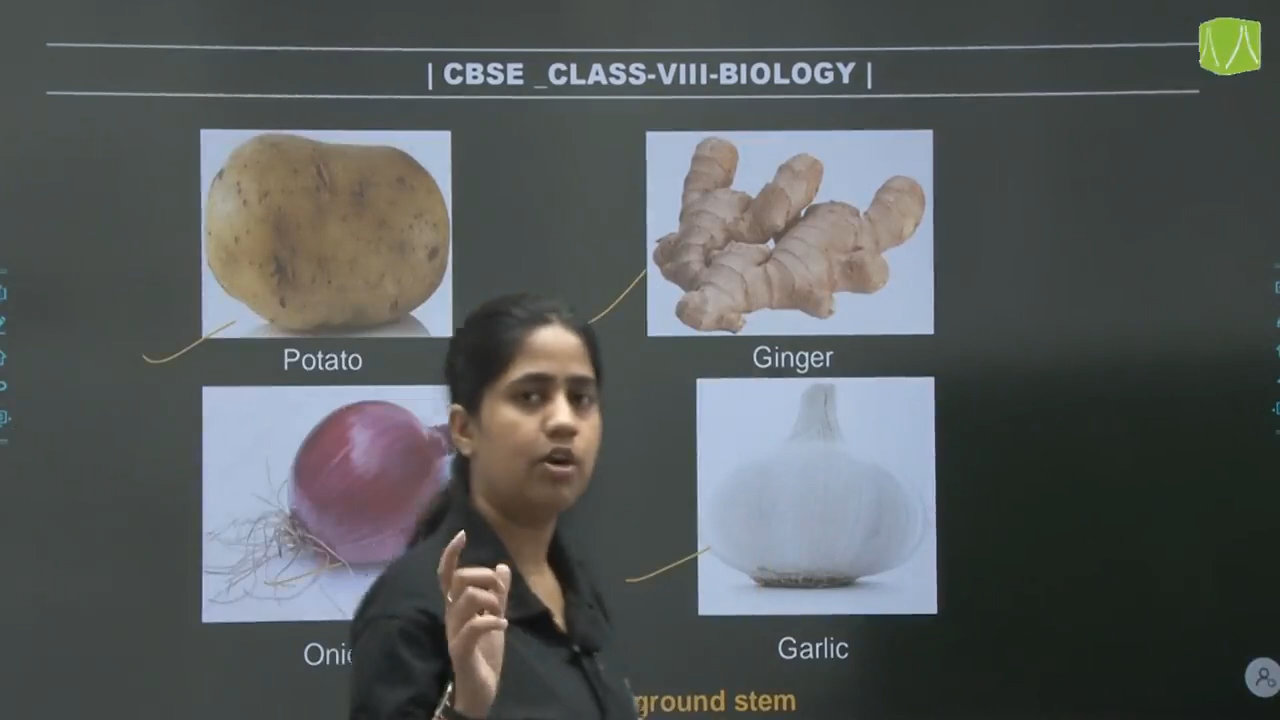 | CBSE _CLASS-VIII-BIOLOGY |
Potato
Ginger
Garlic
ground stem